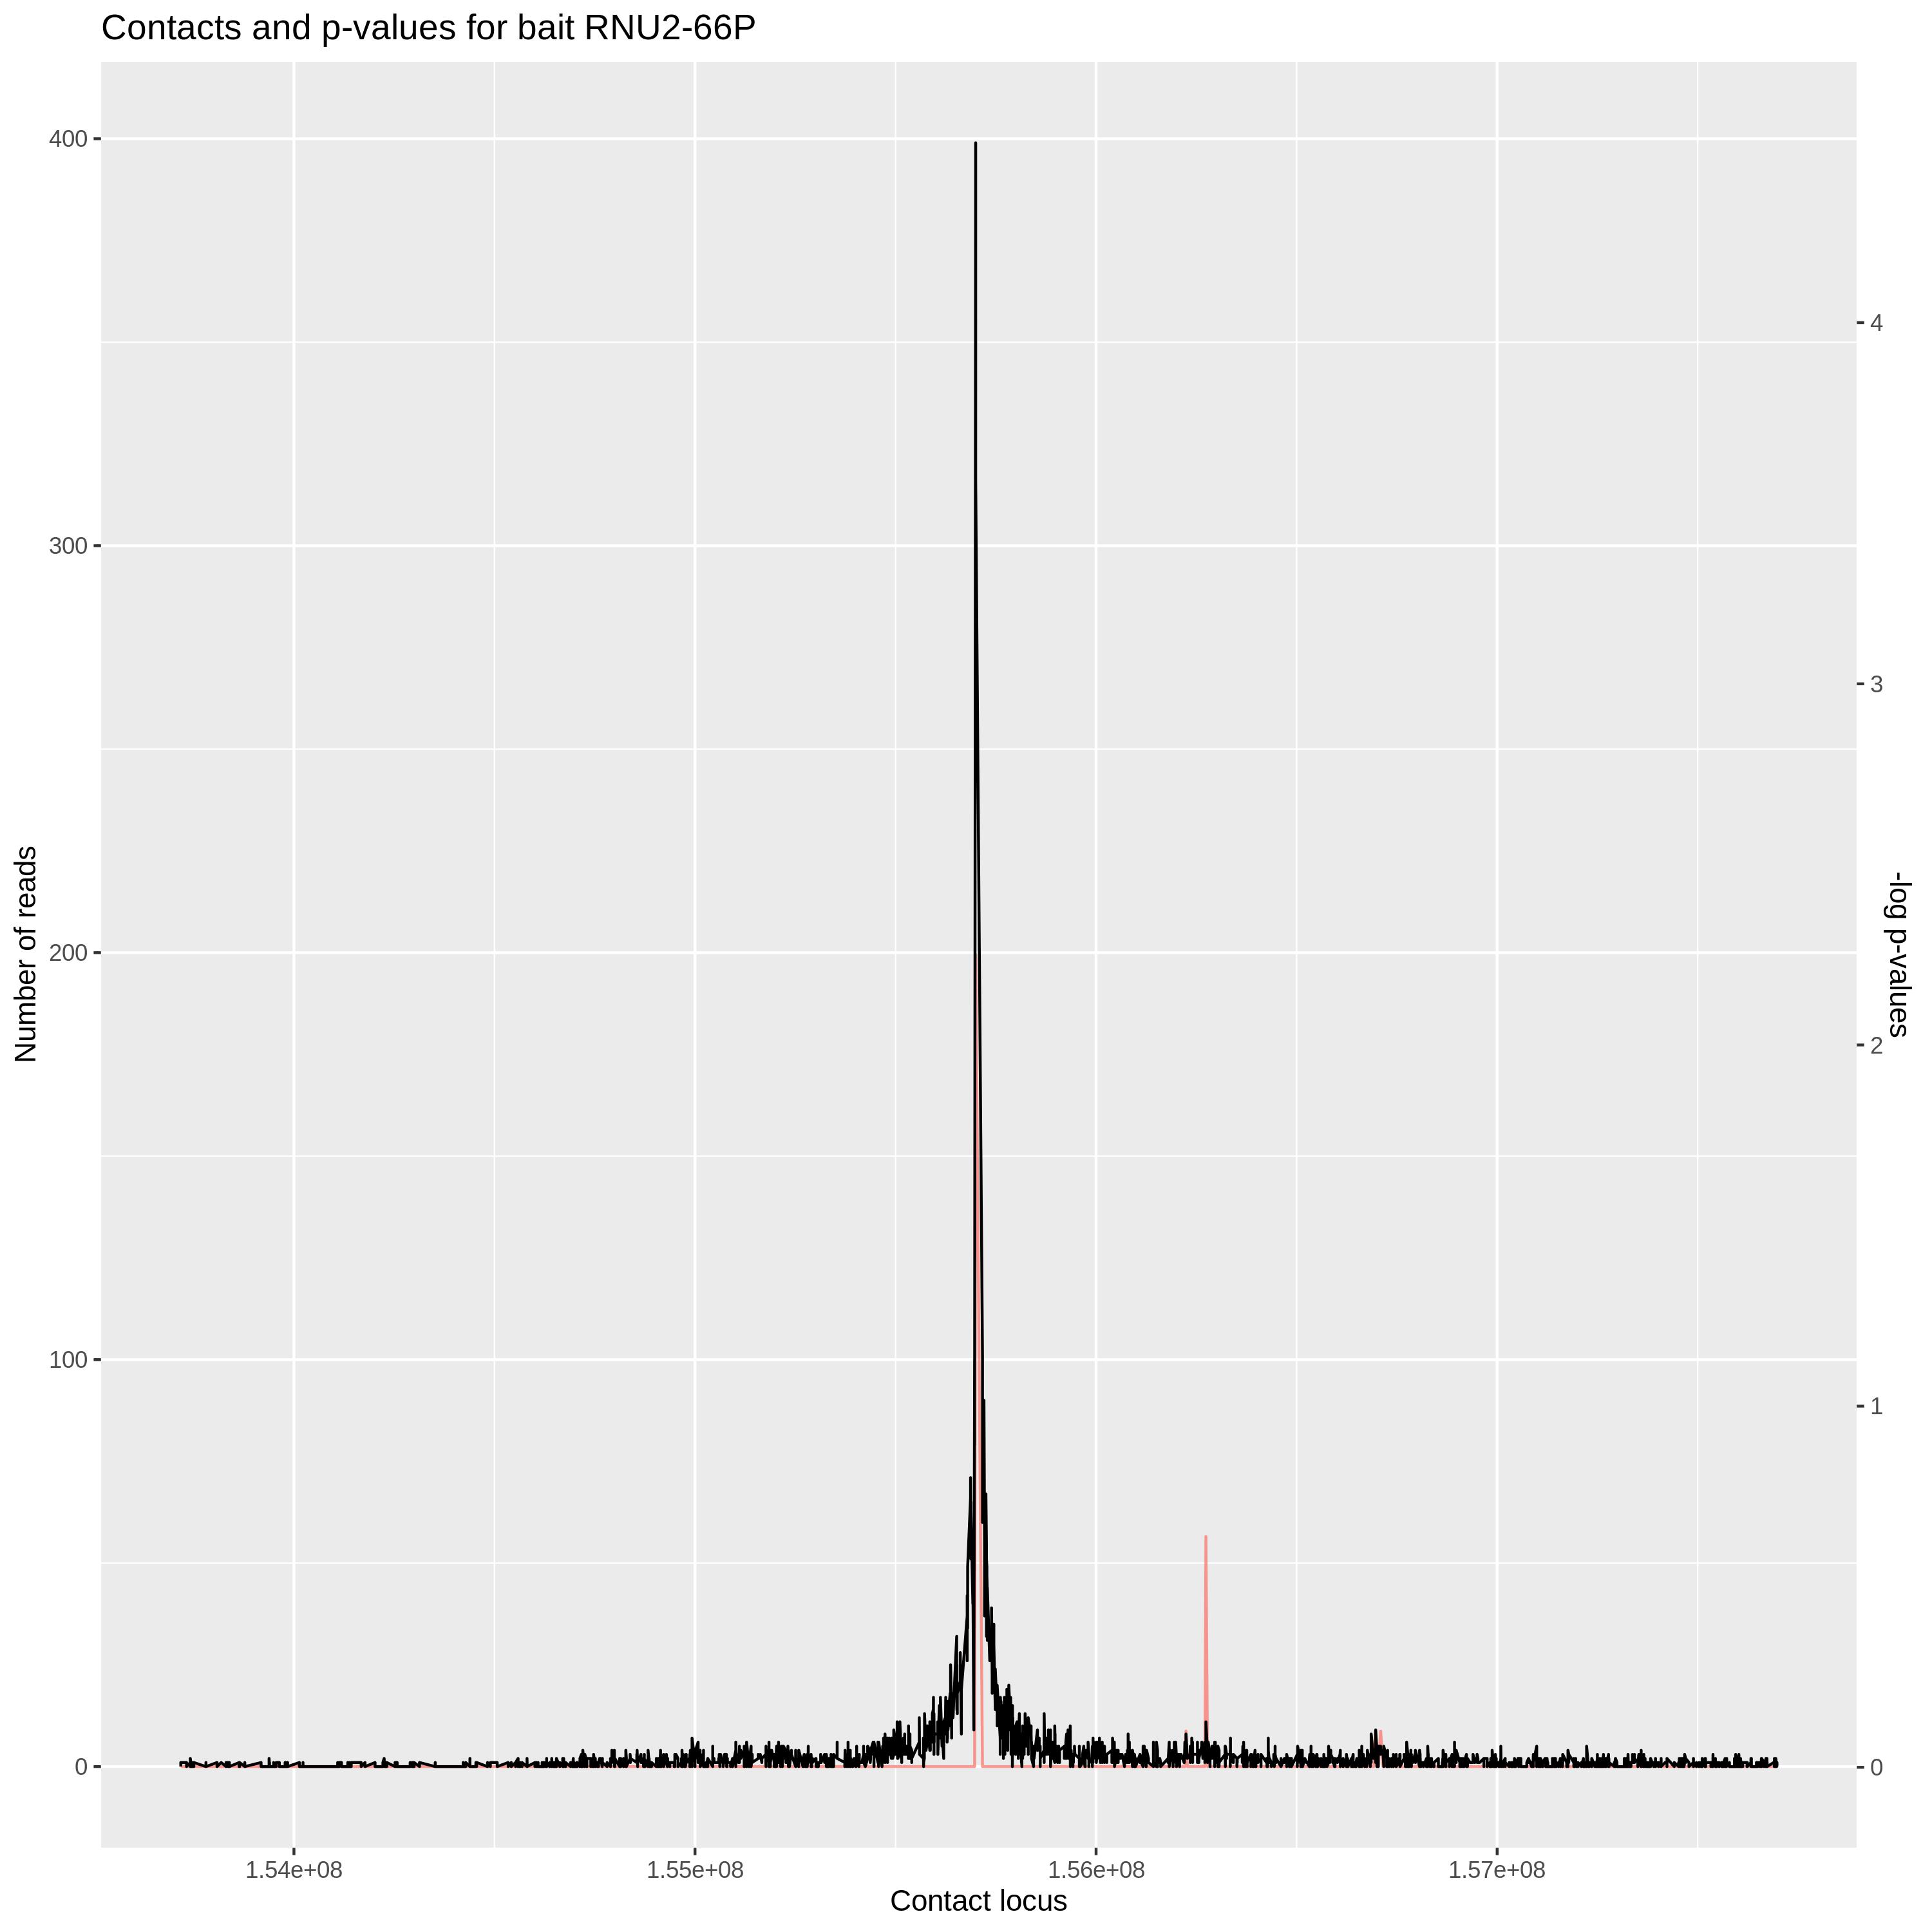 Contacts and p-values for bait RNU2-66P
400
300
200
100
0
Number of reads
4
3
2
1
0
-log p-values
1.54e+08
1.55e+08
1.56e+08
1.57e+08
Contact locus